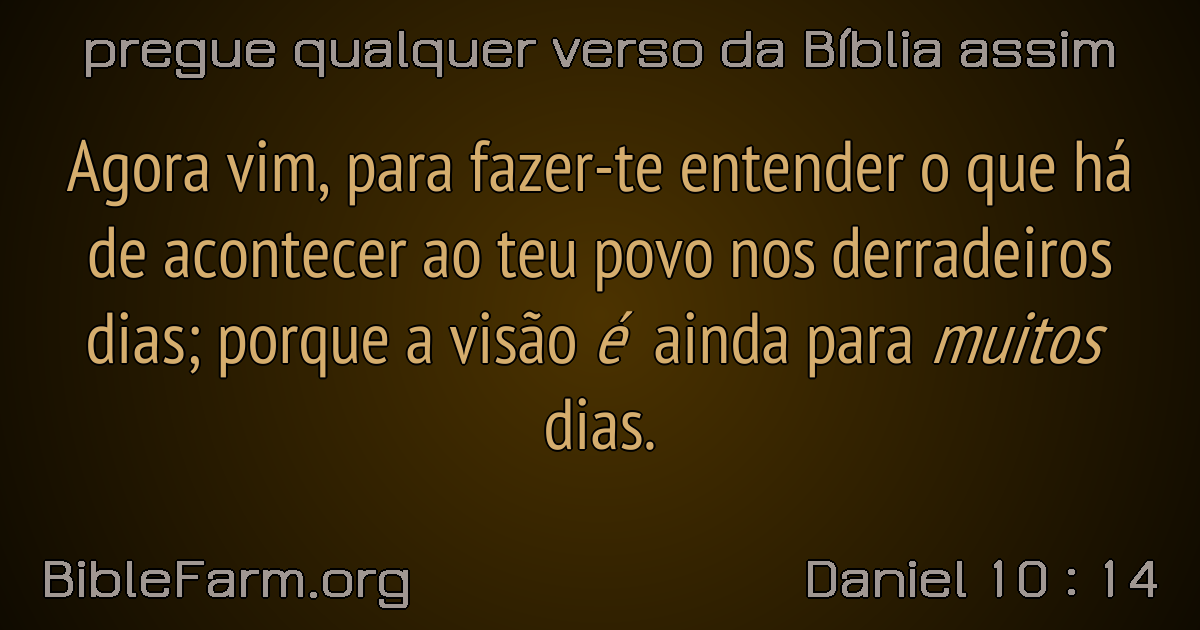 pregue qualquer verso da Bíblia assim
Agora vim, para fazer-te entender o que há
de acontecer ao teu povo nos derradeiros
dias; porque a visão é ainda para muitos
dias.
BibleFarm.org
Daniel 10 : 14